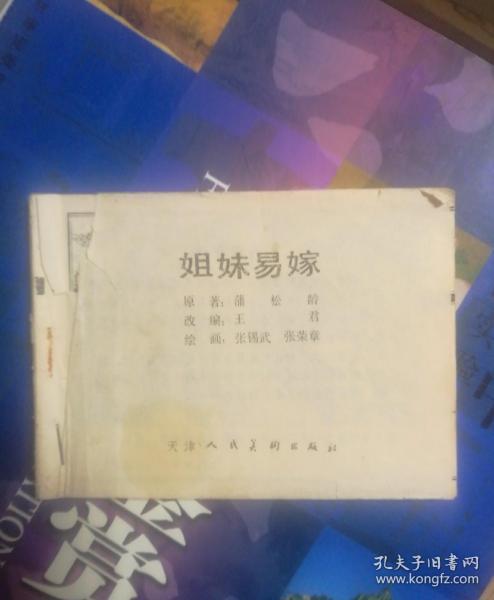 姐妹易嫁
原著：蒲松龄
改编：王君
绘画：张锡武 张荣章
天津人民美术出版社
孔夫子旧书网
www.kongfz.com